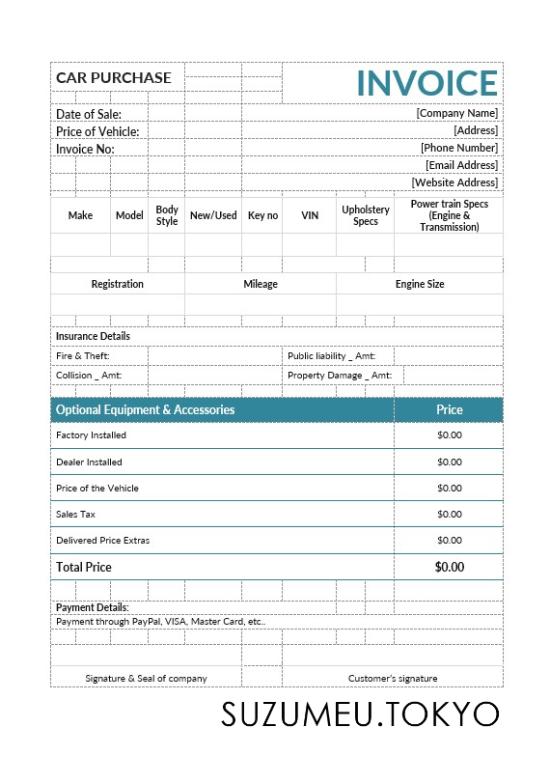 CAR PURCHASE
INVOICE
Date of Sale:
[Company Name]
Price of Vehicle:
[Address]
Invoice No:
[Phone Number]
[Email Address]
[Website Address]
Make Model Body Style New/Used Key no VIN Upholstery Specs Power train Specs (Engine & Transmission)
Registration Mileage Engine Size
Insurance Details
Fire & Theft: Public liability _ Amt:
Collision _ Amt: Property Damage _ Amt:
Optional Equipment & Accessories Price
Factory Installed $0.00
Dealer Installed $0.00
Price of the Vehicle $0.00
Sales Tax $0.00
Delivered Price Extras $0.00
Total Price $0.00
Payment Details:
Payment through PayPal, VISA, Master Card, etc..
Signature & Seal of company Customer's signature
SUZUMEU.TOKYO